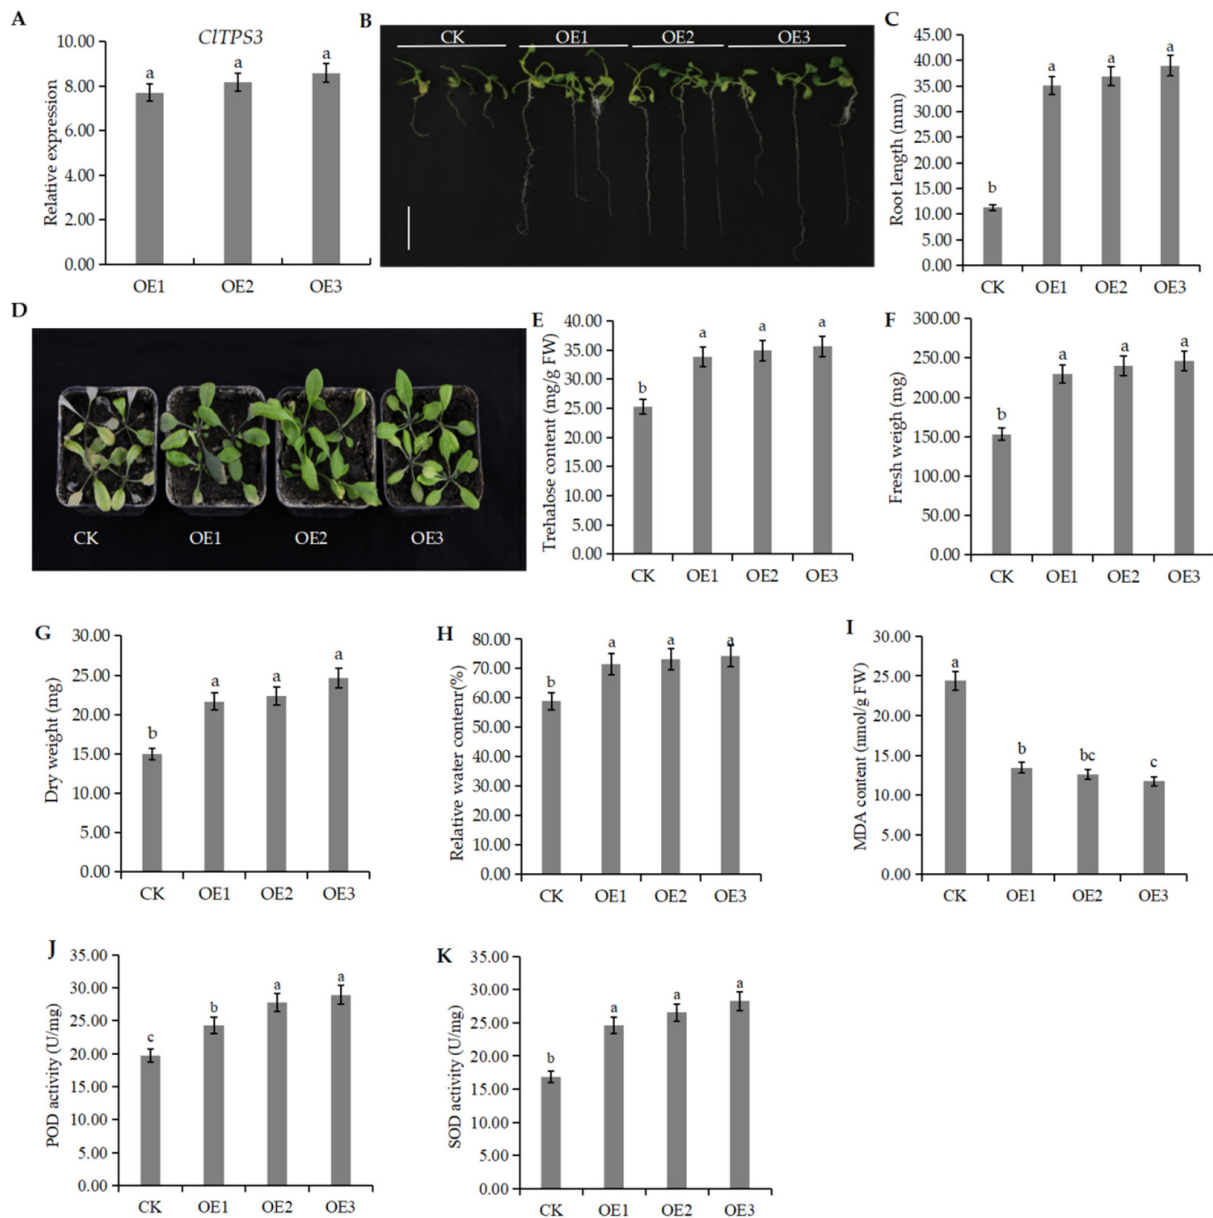 A
ClTPS3
Relative expression
10.00
8.00
6.00
4.00
2.00
0.00
a
a
a
OE1
OE2
OE3
B
CK
OE1
OE2
OE3
C
Root length (mm)
45.00
40.00
35.00
30.00
25.00
20.00
15.00
10.00
5.00
0.00
b
a
a
a
CK
OE1
OE2
OE3
D
CK
OE1
OE2
OE3
E
Trehalose content (mg/g FW)
40.00
35.00
30.00
25.00
20.00
15.00
10.00
5.00
0.00
b
a
a
a
CK
OE1
OE2
OE3
F
Fresh weigh (mg)
300.00
250.00
200.00
150.00
100.00
50.00
0.00
b
a
a
a
CK
OE1
OE2
OE3
G
Dry weight (mg)
30.00
25.00
20.00
15.00
10.00
5.00
0.00
b
a
a
a
CK
OE1
OE2
OE3
H
Relative water contenr(%)
80.00
70.00
60.00
50.00
40.00
30.00
20.00
10.00
0.00
b
a
a
a
CK
OE1
OE2
OE3
I
MDA content (nmol/g FW)
30.00
25.00
20.00
15.00
10.00
5.00
0.00
a
b
bc
c
CK
OE1
OE2
OE3
J
POD activity (U/mg)
35.00
30.00
25.00
20.00
15.00
10.00
5.00
0.00
c
b
a
a
CK
OE1
OE2
OE3
K
SOD activity (U/mg)
35.00
30.00
25.00
20.00
15.00
10.00
5.00
0.00
b
a
a
a
CK
OE1
OE2
OE3